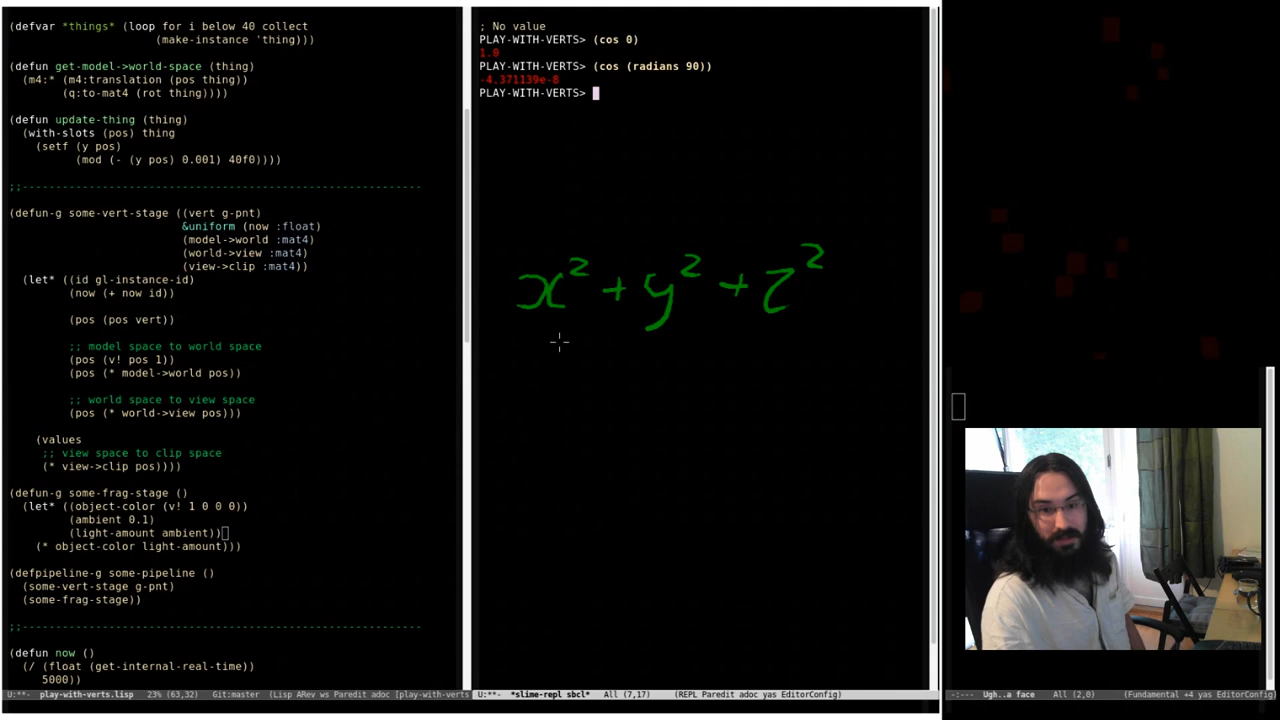 (defvar *things* (loop for i below 40 collect
(make-instance 'thing)))
(defun get-model->world-space (thing)
(m4:* (m4:translation (pos thing))
(q:to-mat4 (rot thing))))
(defun update-thing (thing)
(with-slots (pos) thing
(setf (y pos)
(mod (- (y pos) 0.001) 40f0))))
;;------------------------------------------------------------
(defun-g some-vert-stage ((vert g-pnt)
&uniform (now :float)
(model->world :mat4)
(world->view :mat4)
(view->clip :mat4))
(let* ((id gl-instance-id)
(now (+ now id))
(pos (pos vert))
;; model space to world space
(pos (v! pos 1))
(pos (* model->world pos))
;; world space to view space
(pos (* world->view pos)))
(values
;; view space to clip space
(* view->clip pos))))
(defun-g some-frag-stage ()
(let* ((object-color (v! 1 0 0 0))
(ambient 0.1)
(light-amount ambient))
(* object-color light-amount)))
(defpipeline-g some-pipeline ()
(some-vert-stage g-pnt)
(some-frag-stage))
;;------------------------------------------------------------
(defun now ()
(/ (float (get-internal-real-time))
5000))
U:**- play-with-verts.lisp 23% (63,32) Git:master (Lisp ARev ws Paredit adoc [play-with-verts
; No value
PLAY-WITH-VERTS> (cos 0)
1.0
PLAY-WITH-VERTS> (cos (radians 90))
-4.371139e-8
PLAY-WITH-VERTS>
x² + y² + z²
U:**- *slime-repl sbcl* All (7,17) (REPL Paredit adoc yas EditorConfig)
-:--- Ugh..a face All (2,0) (Fundamental +4 yas EditorConfig)